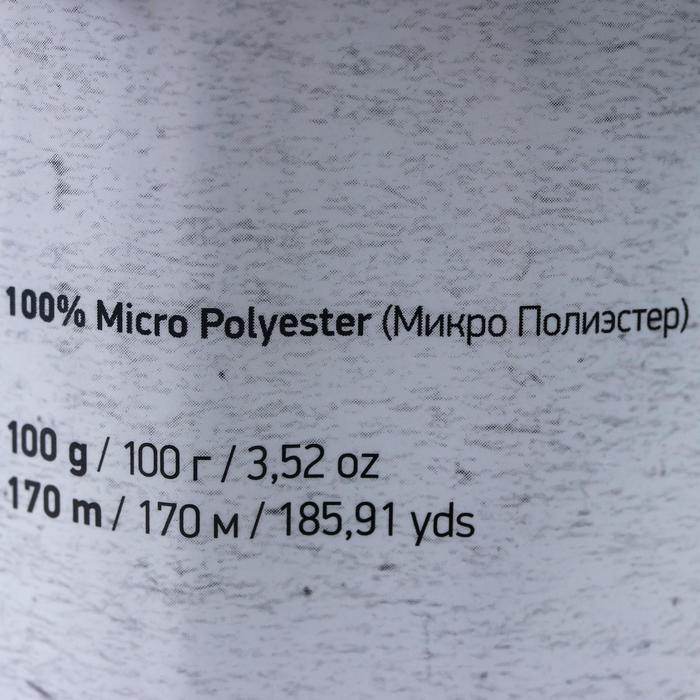 100% Micro Polyester (Микро Полиэстер)
100 g / 100 г / 3,52 oz
170 m / 170 м / 185,91 yds